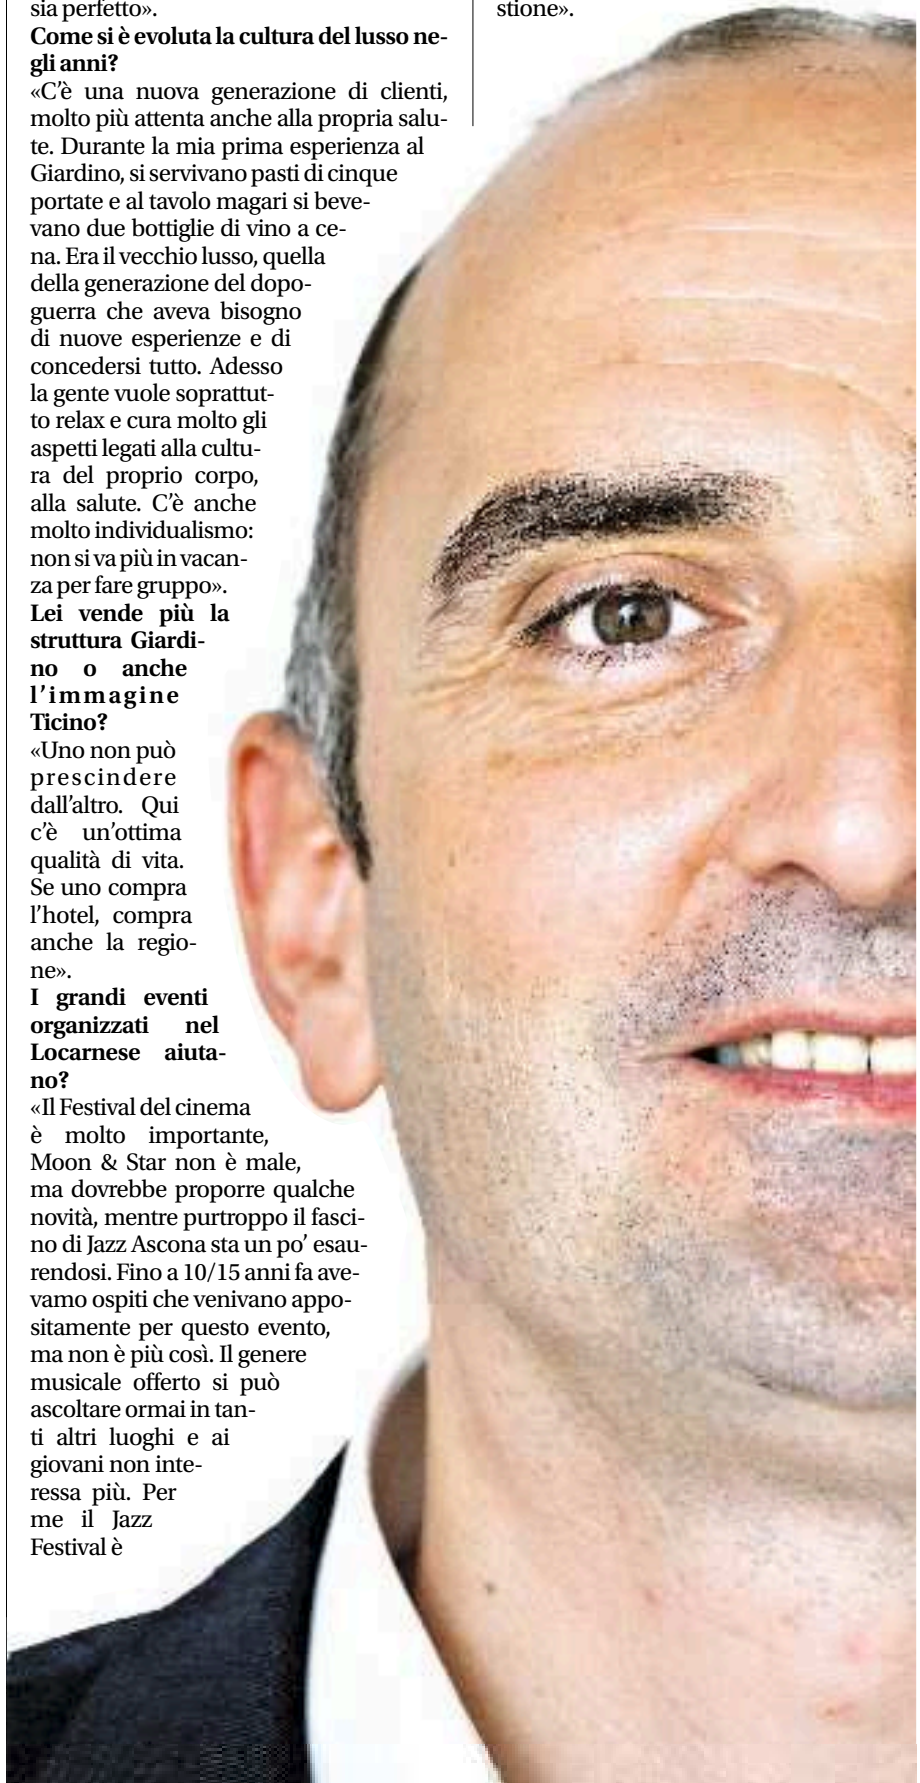 sia perfetto».
Come si è evoluta la cultura del lusso ne-
gli anni?
«C'è una nuova generazione di clienti,
molto più attenta anche alla propria salu-
te. Durante la mia prima esperienza al
Giardino, si servivano pasti di cinque
portate e al tavolo magari si beve-
vano due bottiglie di vino a ce-
na. Era il vecchio lusso, quella
della generazione del dopo-
guerra che aveva bisogno
di nuove esperienze e di
concedersi tutto. Adesso
la gente vuole soprattut-
to relax e cura molto gli
aspetti legati alla cultu-
ra del proprio corpo,
alla salute. C'è anche
molto individualismo:
non si va più in vacan-
za per fare gruppo».
Lei vende più la
struttura Giardi-
no o anche
l'immagine
Ticino?
«Uno non può
prescindere
dall'altro. Qui
c'è un'ottima
qualità di vita.
Se uno compra
l'hotel, compra
anche la regio-
ne».
I grandi eventi
organizzati nel
Locarnese aiuta-
no?
«Il Festival del cinema
è molto importante,
Moon & Star non è male,
ma dovrebbe proporre qualche
novità, mentre purtroppo il fasci-
no di Jazz Ascona sta un po' esau-
rendosi. Fino a 10/15 anni fa ave-
vamo ospiti che venivano appo-
sitamente per questo evento,
ma non è più così. Il genere
musicale offerto si può
ascoltare ormai in tan-
ti altri luoghi e ai
giovani non inte-
ressa più. Per
me il Jazz
Festival è
stione».